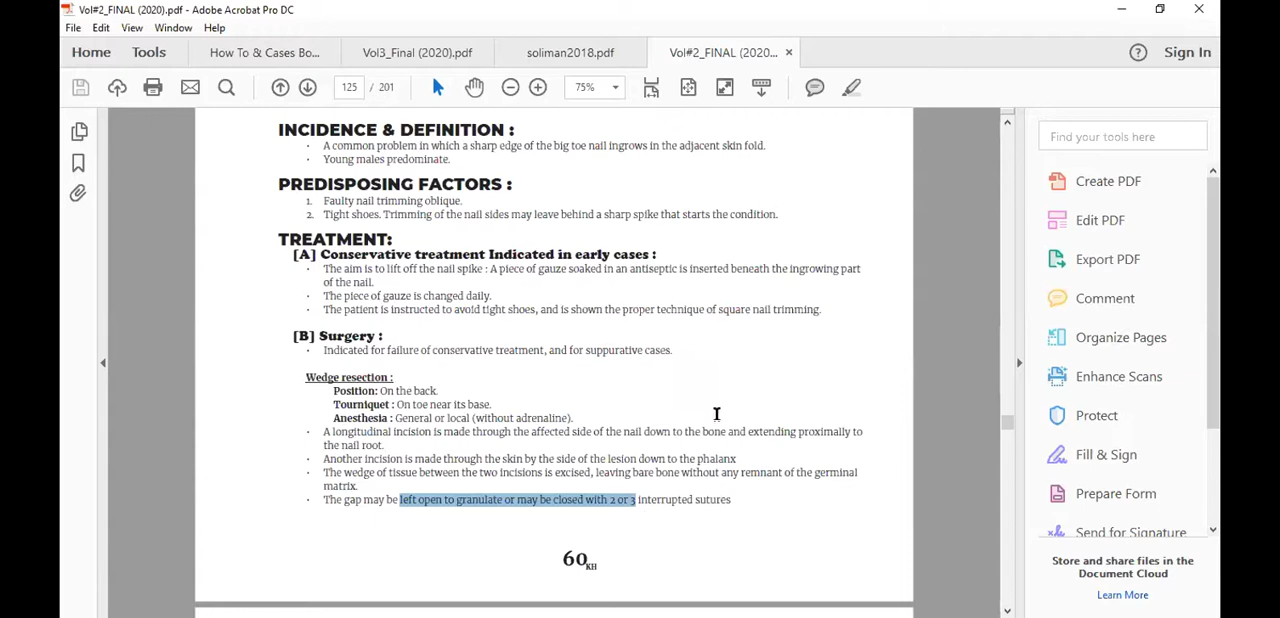 Vol#2_FINAL (2020).pdf - Adobe Acrobat Pro DC
File Edit View Window Help
Home Tools How To & Cases Bo... Vol3_Final (2020).pdf soliman2018.pdf Vol#2_FINAL (2020... × Sign In
125 / 201 75%
INCIDENCE & DEFINITION :
· A common problem in which a sharp edge of the big toe nail ingrows in the adjacent skin fold.
· Young males predominate.
PREDISPOSING FACTORS :
1. Faulty nail trimming oblique.
2. Tight shoes. Trimming of the nail sides may leave behind a sharp spike that starts the condition.
TREATMENT:
[A] Conservative treatment Indicated in early cases :
· The aim is to lift off the nail spike : A piece of gauze soaked in an antiseptic is inserted beneath the ingrowing part
of the nail.
· The piece of gauze is changed daily.
· The patient is instructed to avoid tight shoes, and is shown the proper technique of square nail trimming.
[B] Surgery :
· Indicated for failure of conservative treatment, and for suppurative cases.
Wedge resection :
Position: On the back.
Tourniquet : On toe near its base.
Anesthesia : General or local (without adrenaline).
· A longitudinal incision is made through the affected side of the nail down to the bone and extending proximally to
the nail root.
· Another incision is made through the skin by the side of the lesion down to the phalanx
· The wedge of tissue between the two incisions is excised, leaving bare bone without any remnant of the germinal
matrix.
· The gap may be left open to granulate or may be closed with 2 or 3 interrupted sutures
60KH
Find your tools here
Create PDF
Edit PDF
Export PDF
Comment
Organize Pages
Enhance Scans
Protect
Fill & Sign
Prepare Form
Send for Signature
Store and share files in the
Document Cloud
Learn More